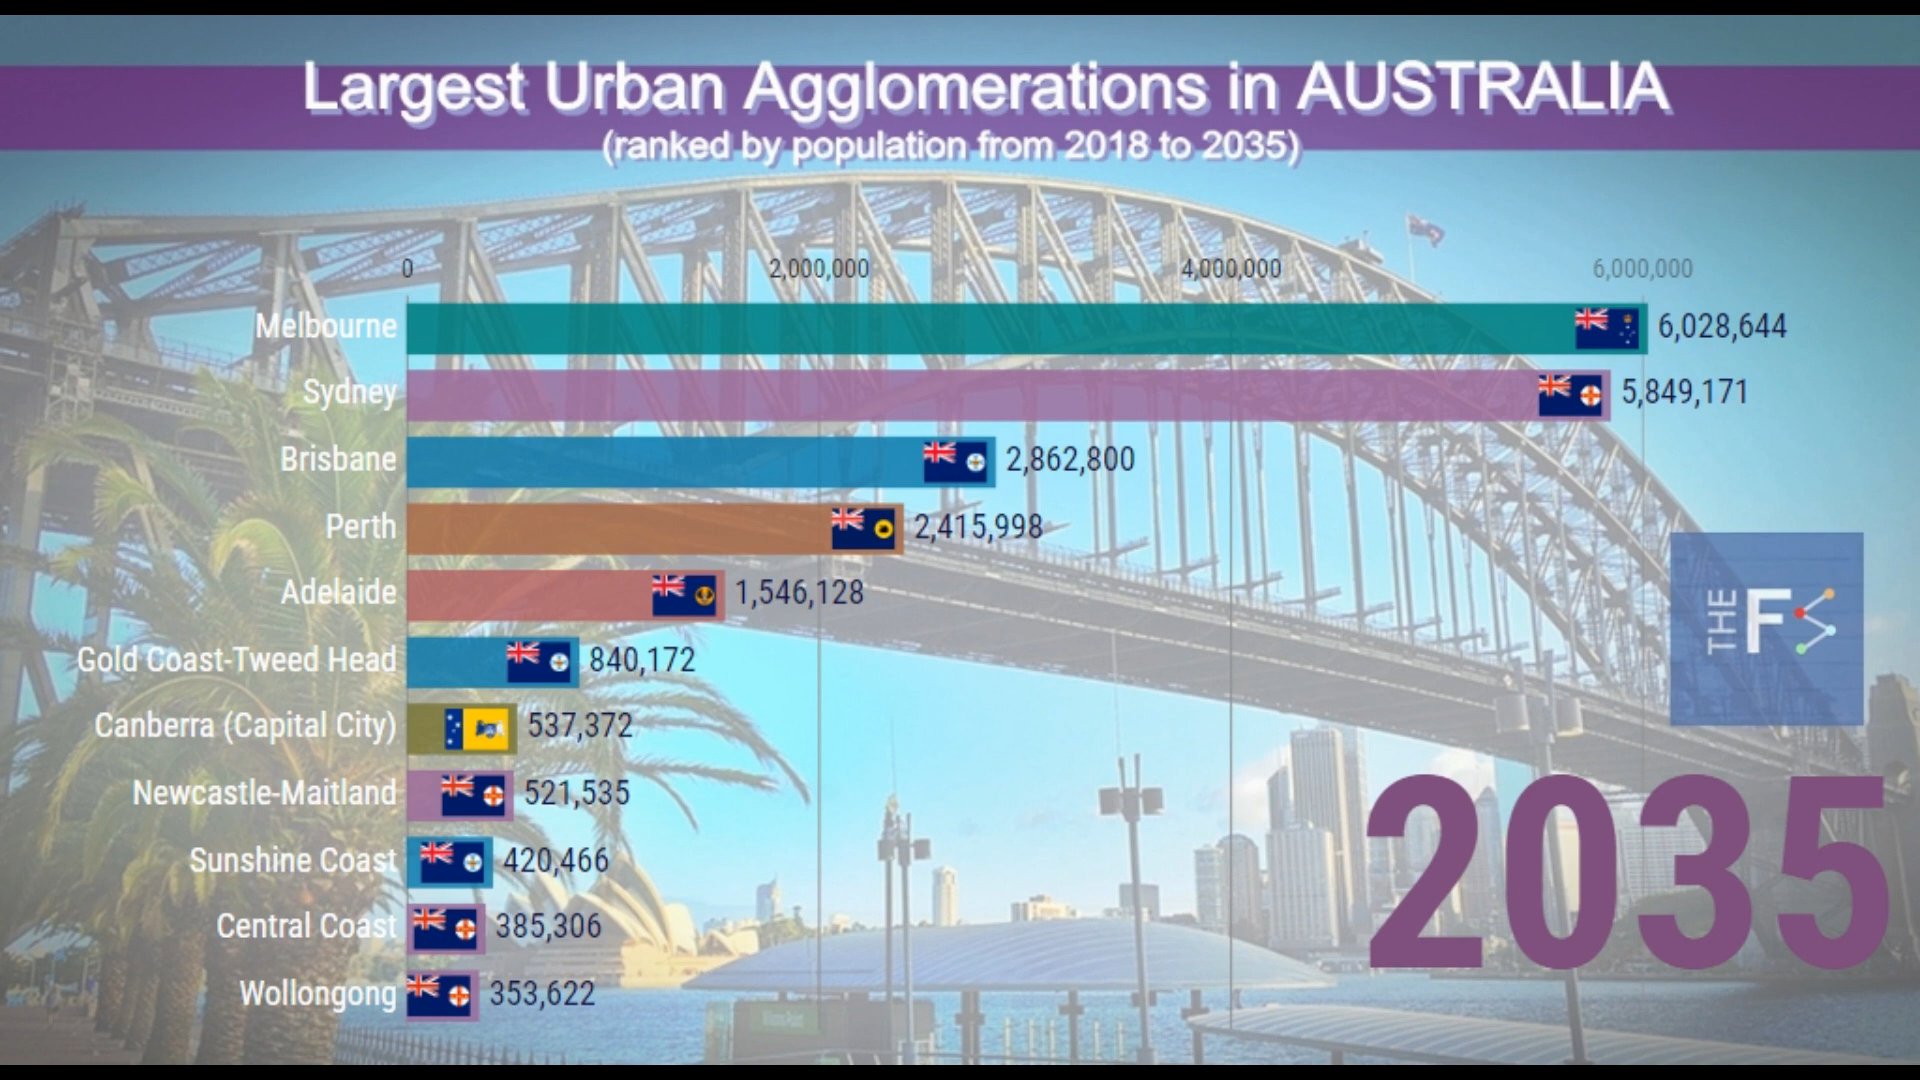 Largest Urban Agglomerations in AUSTRALIA
(ranked by population from 2018 to 2035)
0 2,000,000 4,000,000 6,000,000
Melbourne 6,028,644
Sydney 5,849,171
Brisbane 2,862,800
Perth 2,415,998
Adelaide 1,546,128
Gold Coast-Tweed Head 840,172
Canberra (Capital City) 537,372
Newcastle-Maitland 521,535
Sunshine Coast 420,466
Central Coast 385,306
Wollongong 353,622
THE F
2035